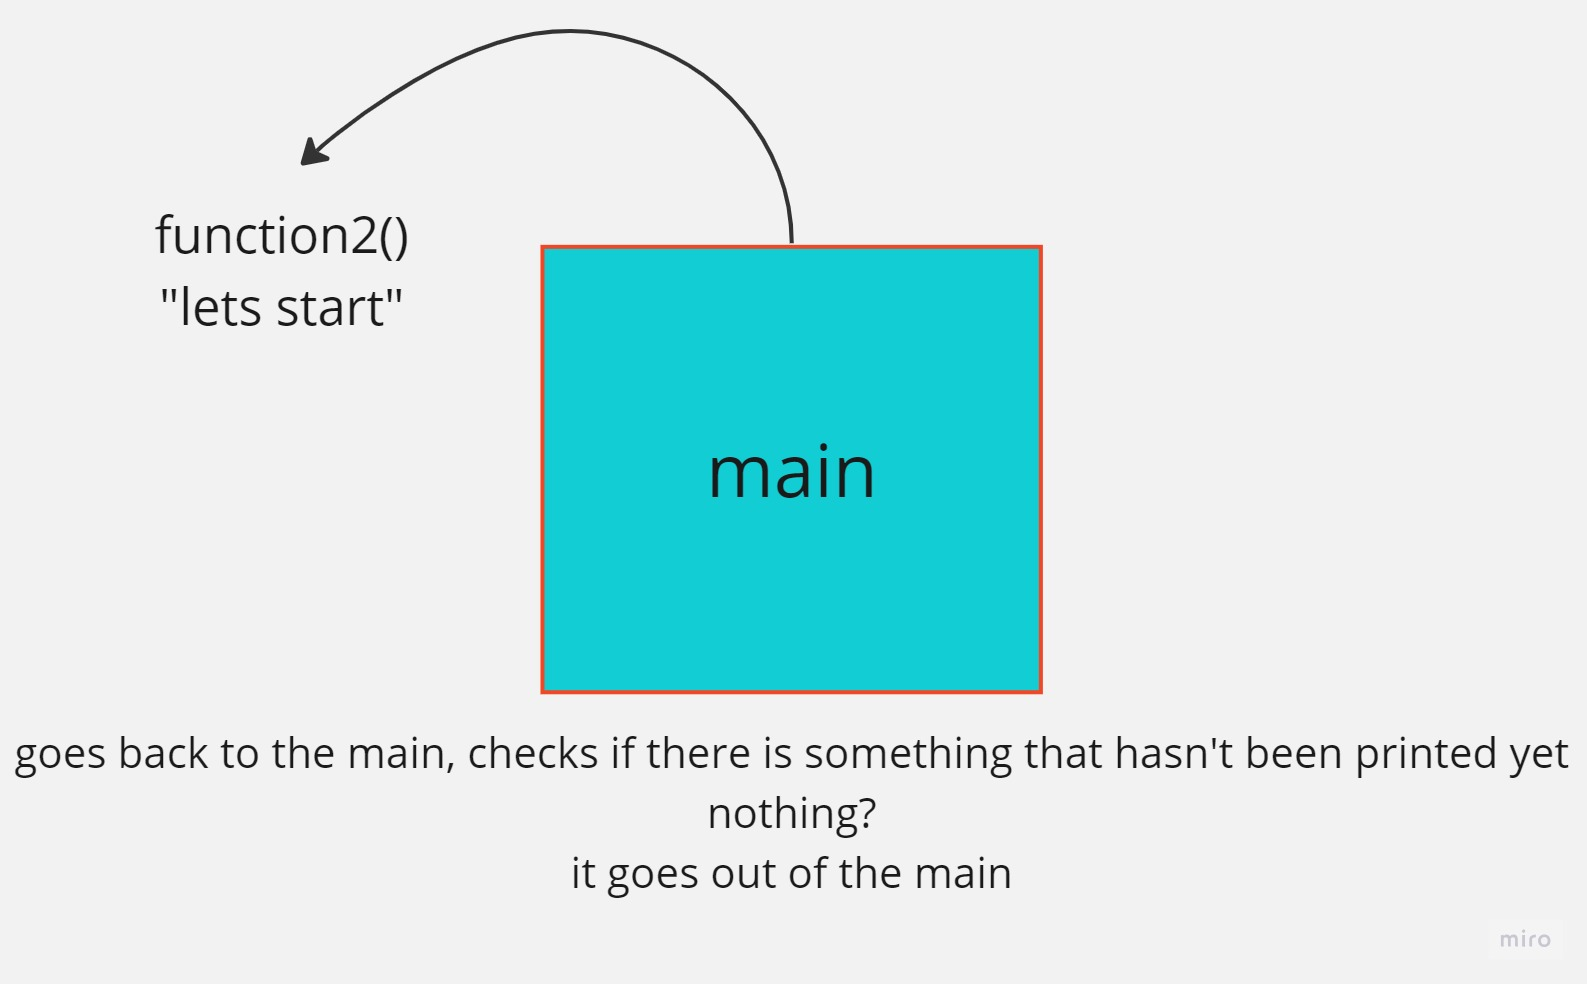 function2()
"lets start"
main
goes back to the main, checks if there is something that hasn't been printed yet
nothing?
it goes out of the main
miro